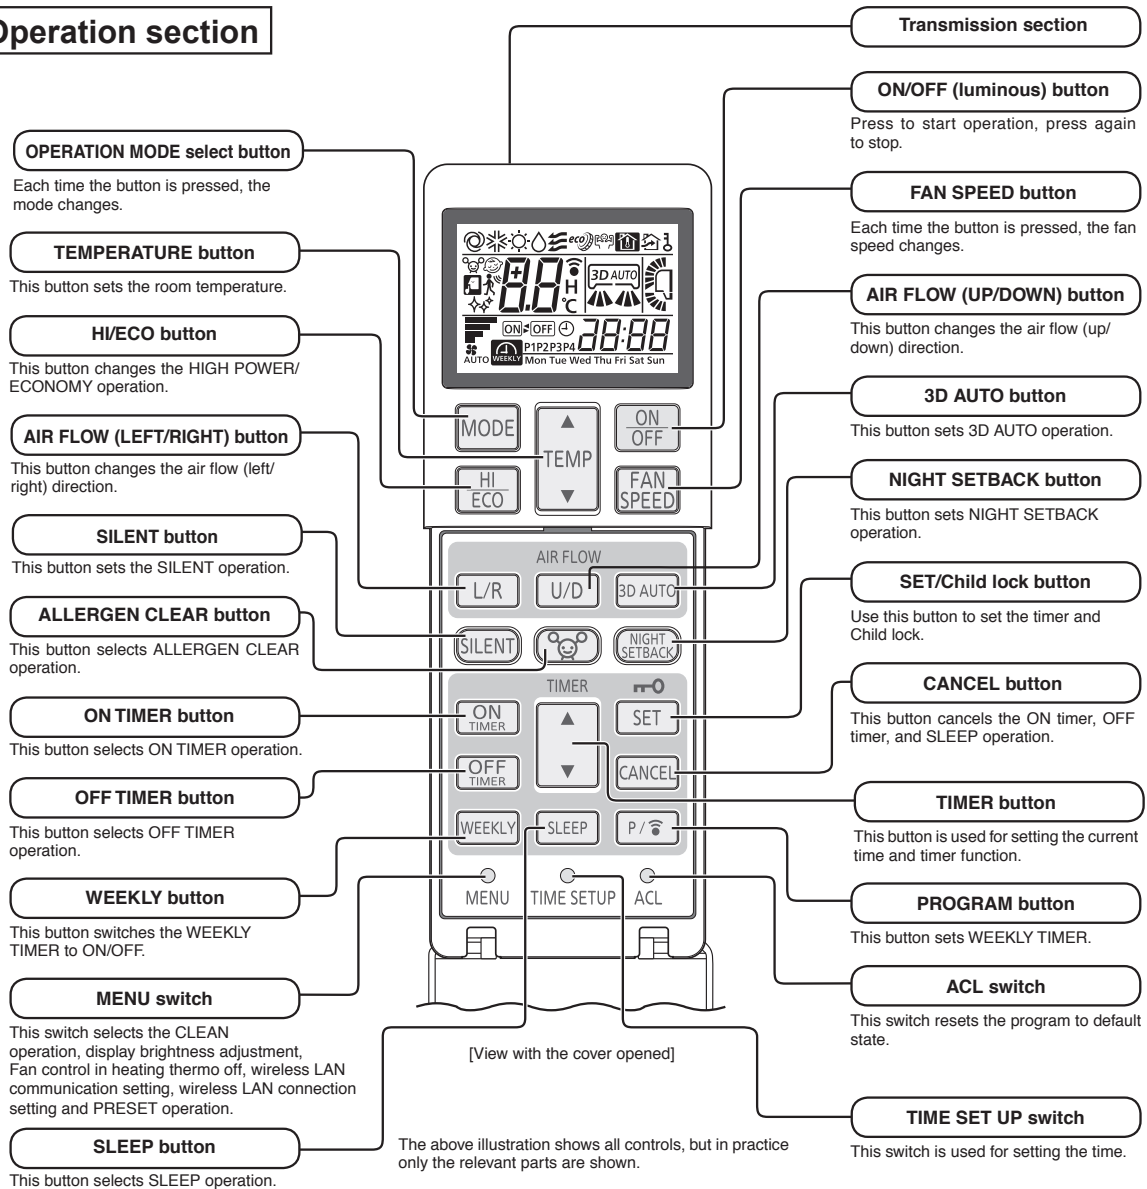 Operation section
OPERATION MODE select button
Each time the button is pressed, the
mode changes.
TEMPERATURE button
This button sets the room temperature.
HI/ECO button
This button changes the HIGH POWER/
ECONOMY operation.
AIR FLOW (LEFT/RIGHT) button
This button changes the air flow (left/
right) direction.
SILENT button
This button sets the SILENT operation.
ALLERGEN CLEAR button
This button selects ALLERGEN CLEAR
operation.
ON TIMER button
This button selects ON TIMER operation.
OFF TIMER button
This button selects OFF TIMER
operation.
WEEKLY button
This button switches the WEEKLY
TIMER to ON/OFF.
MENU switch
This switch selects the CLEAN
operation, display brightness adjustment,
Fan control in heating thermo off, wireless LAN
communication setting, wireless LAN connection
setting and PRESET operation.
SLEEP button
This button selects SLEEP operation.
eco
8.8
H
°C
3D AUTO
ON OFF
P1P2P3P4
28:88
AUTO WEEKLY Mon Tue Wed Thu Fri Sat Sun
MODE
TEMP
ON
OFF
HI
ECO
FAN
SPEED
AIR FLOW
L/R
U/D
3D AUTO
SILENT
NIGHT
SETBACK
TIMER
ON
TIMER
SET
OFF
TIMER
CANCEL
WEEKLY
SLEEP
P/
MENU
TIME SETUP
ACL
[View with the cover opened]
The above illustration shows all controls, but in practice
only the relevant parts are shown.
Transmission section
ON/OFF (luminous) button
Press to start operation, press again
to stop.
FAN SPEED button
Each time the button is pressed, the fan
speed changes.
AIR FLOW (UP/DOWN) button
This button changes the air flow (up/
down) direction.
3D AUTO button
This button sets 3D AUTO operation.
NIGHT SETBACK button
This button sets NIGHT SETBACK
operation.
SET/Child lock button
Use this button to set the timer and
Child lock.
CANCEL button
This button cancels the ON timer, OFF
timer, and SLEEP operation.
TIMER button
This button is used for setting the current
time and timer function.
PROGRAM button
This button sets WEEKLY TIMER.
ACL switch
This switch resets the program to default
state.
TIME SET UP switch
This switch is used for setting the time.